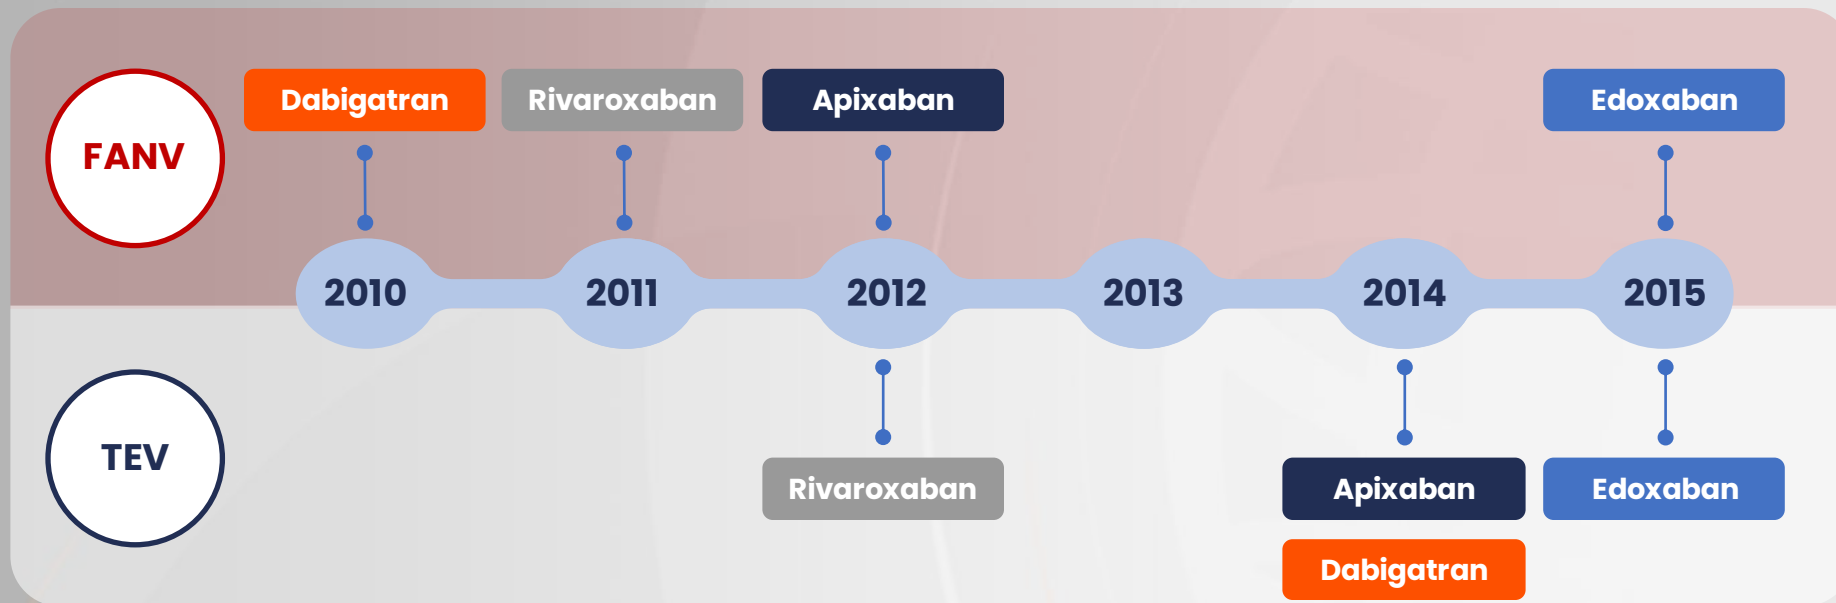 FANV
Dabigatran
Rivaroxaban
Apixaban
Edoxaban
2010
2011
2012
2013
2014
2015
TEV
Rivaroxaban
Apixaban
Edoxaban
Dabigatran